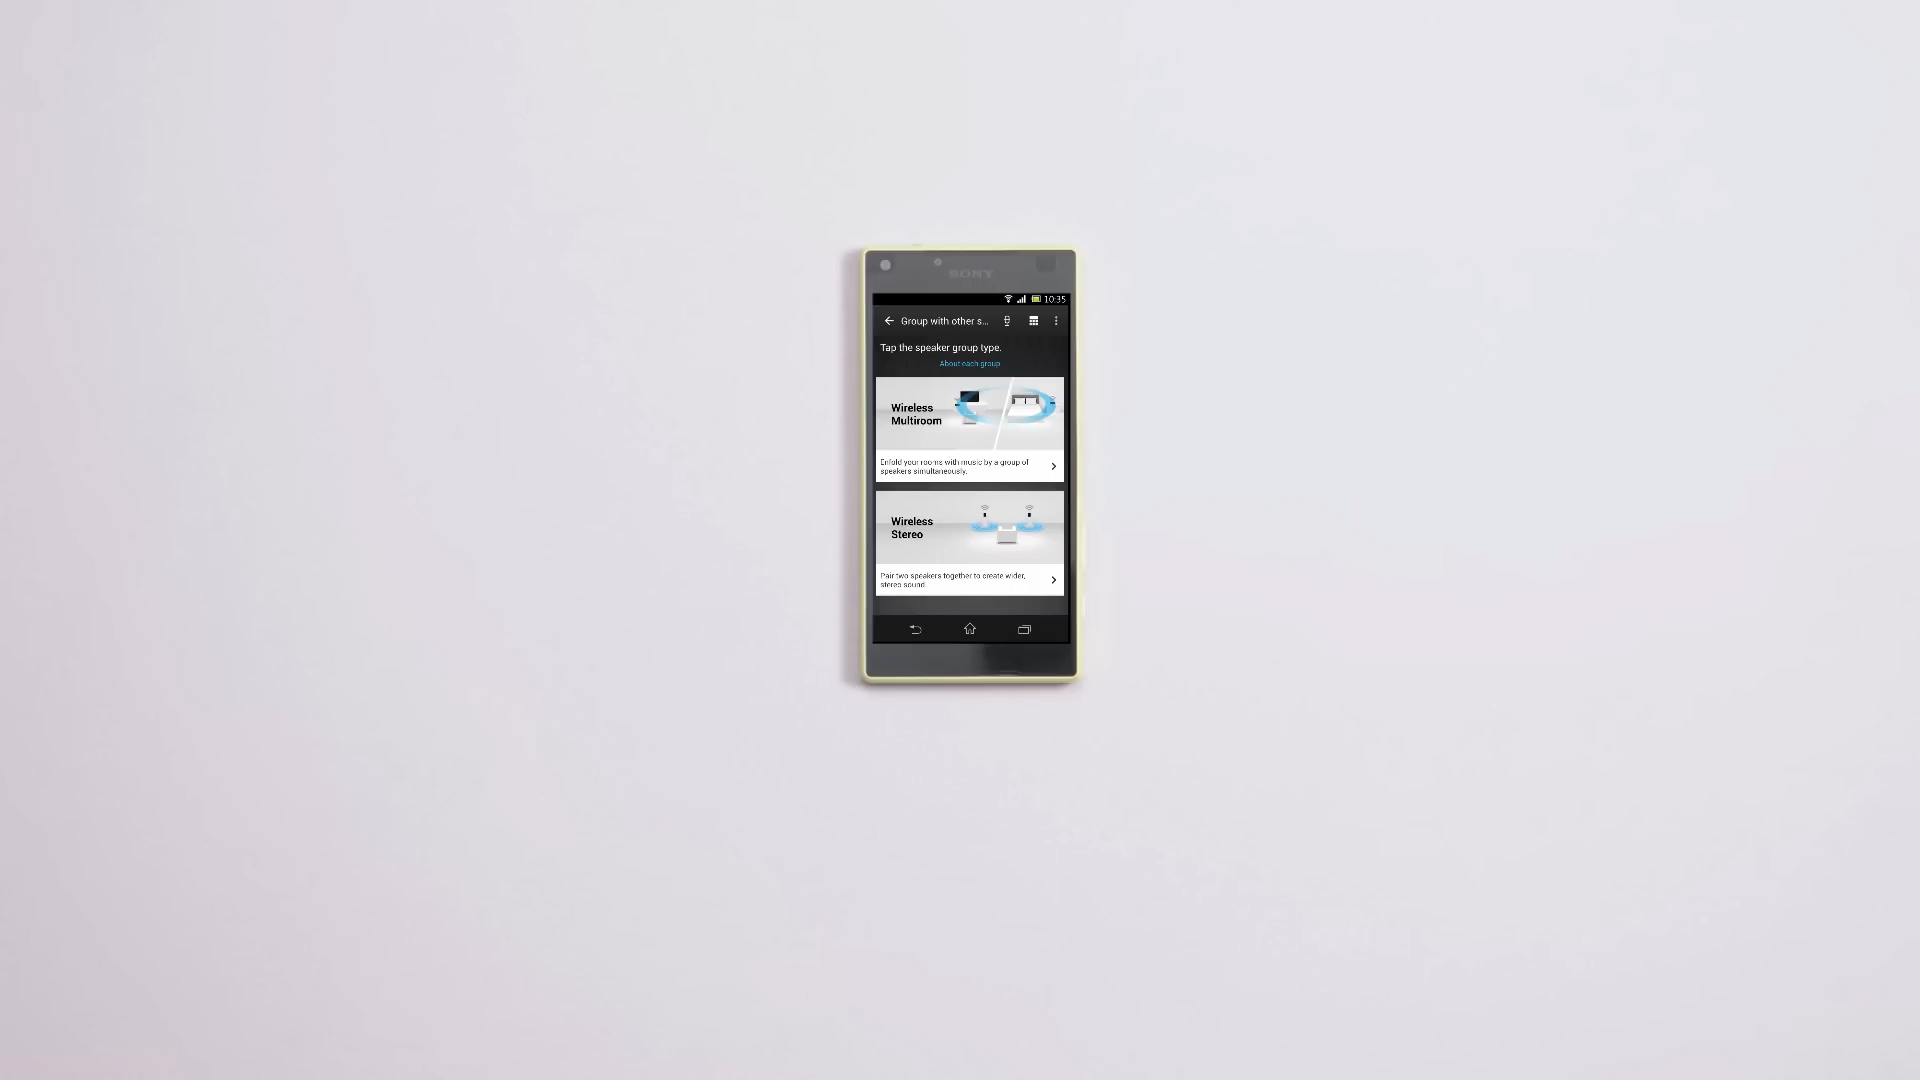 SONY
10:35
Group with other s...
Tap the speaker group type.
About each group
Wireless
Multiroom
Enfold your rooms with music by a group of
speakers simultaneously.
Wireless
Stereo
Pair two speakers together to create wider,
stereo sound.